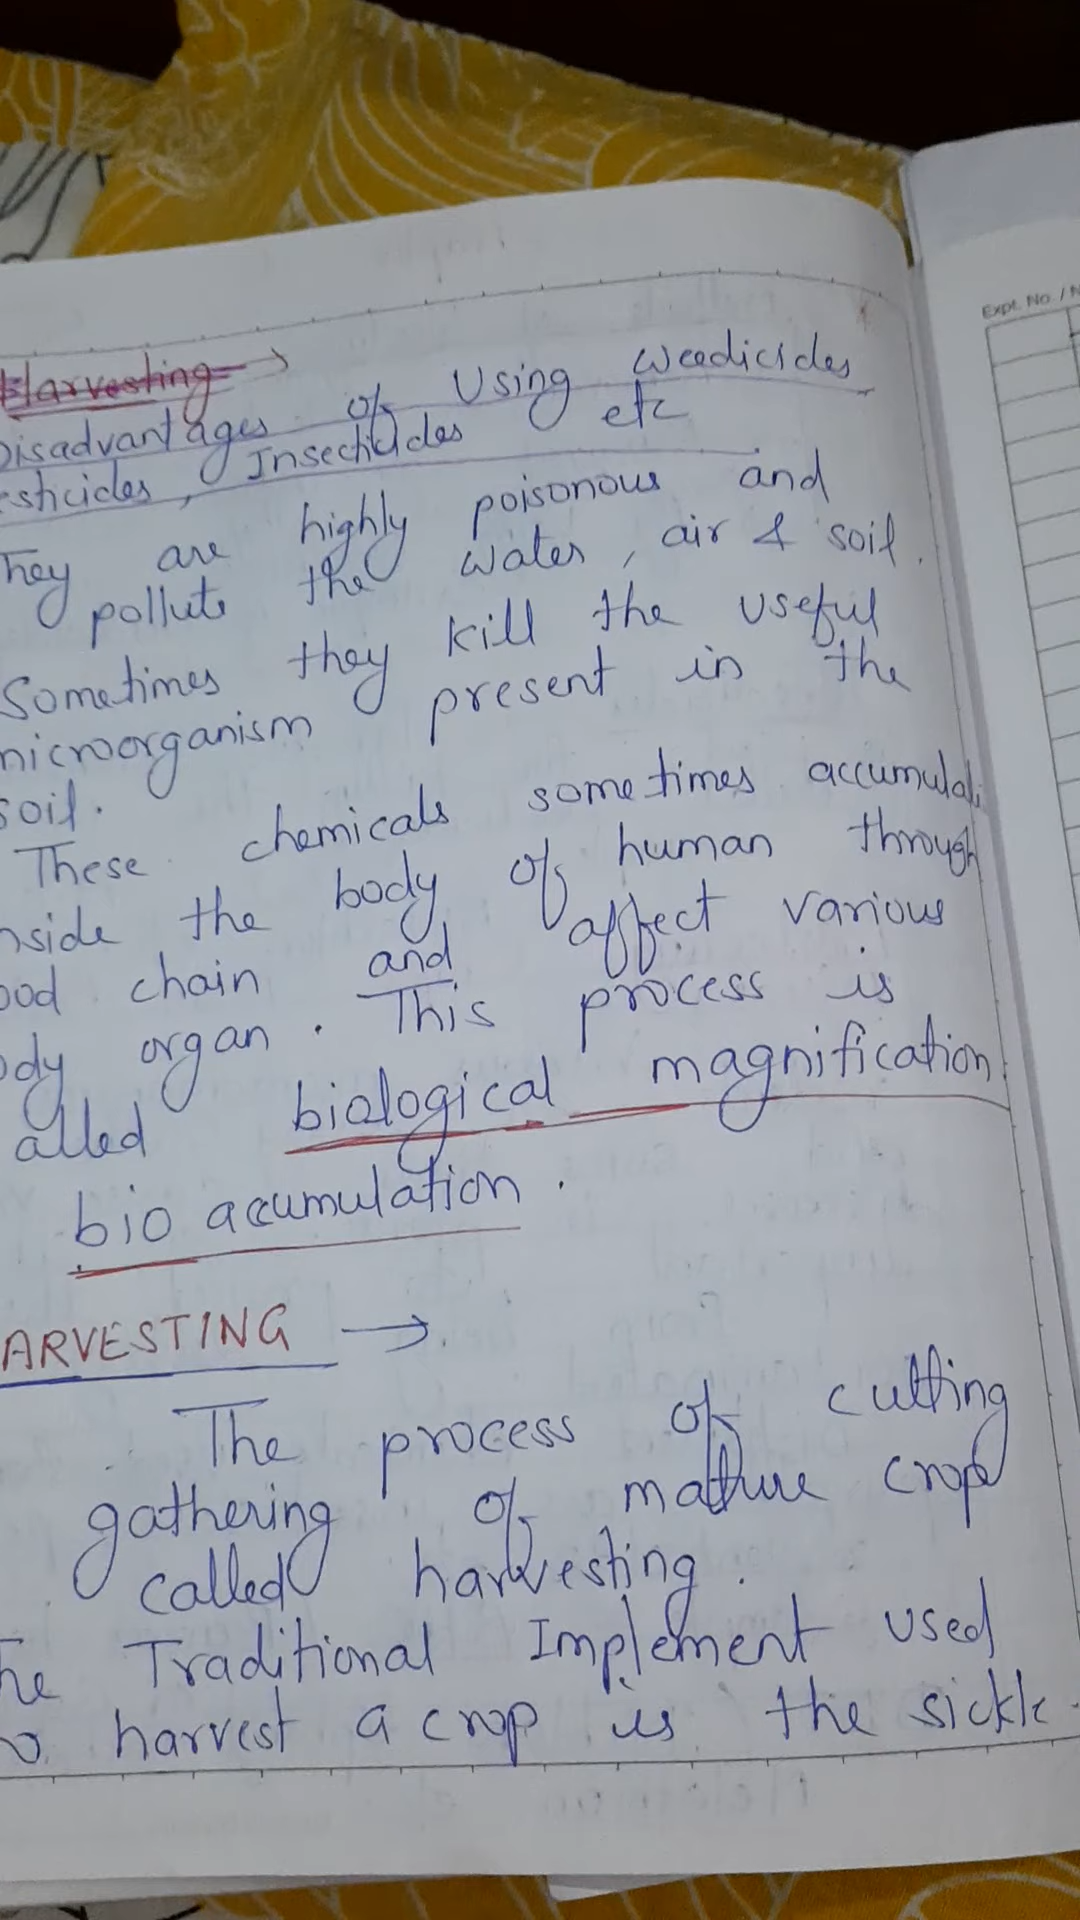 Harvesting →
Disadvantages of Using Weedicides
esticides, Insecticides etc
They are highly poisonous and
pollute the water, air & soil.
Sometimes they kill the useful
microorganism present in the
soil.
These chemicals sometimes accumulat
nside the body of human through
ood chain and affect various
ody organ. This process is
alled biological magnification
bio accumulation.
ARVESTING →
The process of cutting
gathering of mature crop
called harvesting.
he Traditional Implement used
o harvest a crop is the sickle.
Expt. No. / N